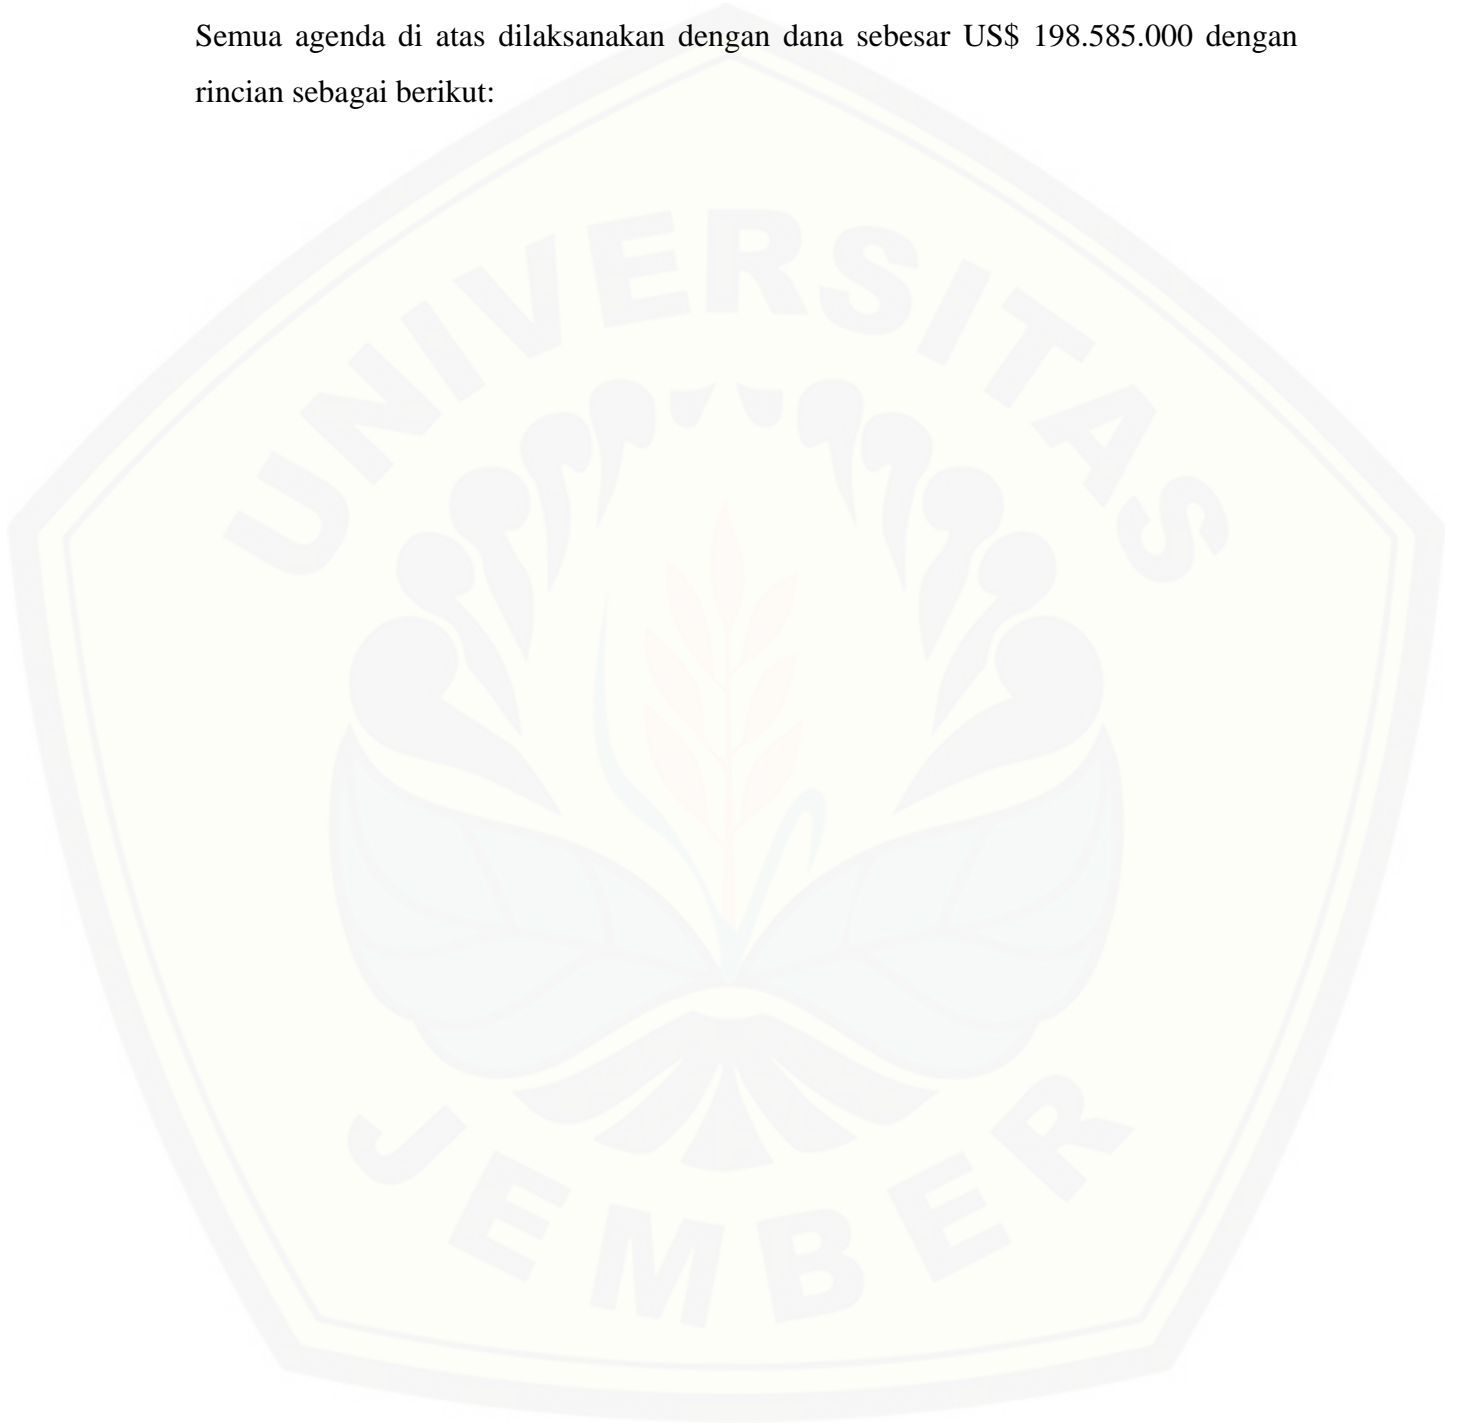 Semua agenda di atas dilaksanakan dengan dana sebesar US$ 198.585.000 dengan
rincian sebagai berikut:
UNIVERSITAS
JEMBER